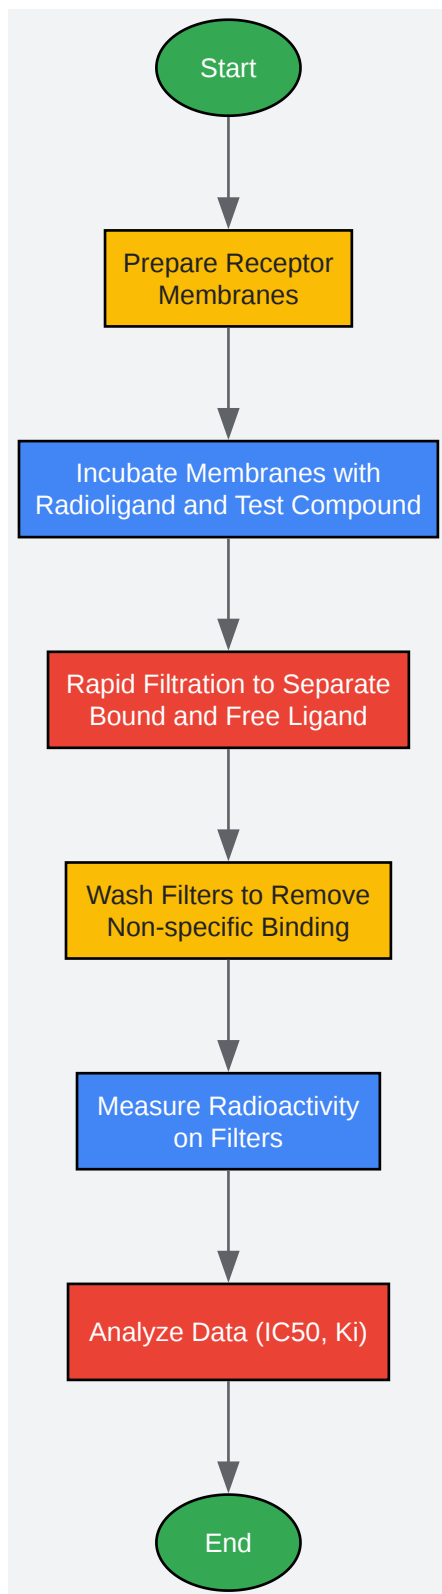 Start
Prepare Receptor
Membranes
Incubate Membranes with
Radioligand and Test Compound
Rapid Filtration to Separate
Bound and Free Ligand
Wash Filters to Remove
Non-specific Binding
Measure Radioactivity
on Filters
Analyze Data (IC50, Ki)
End